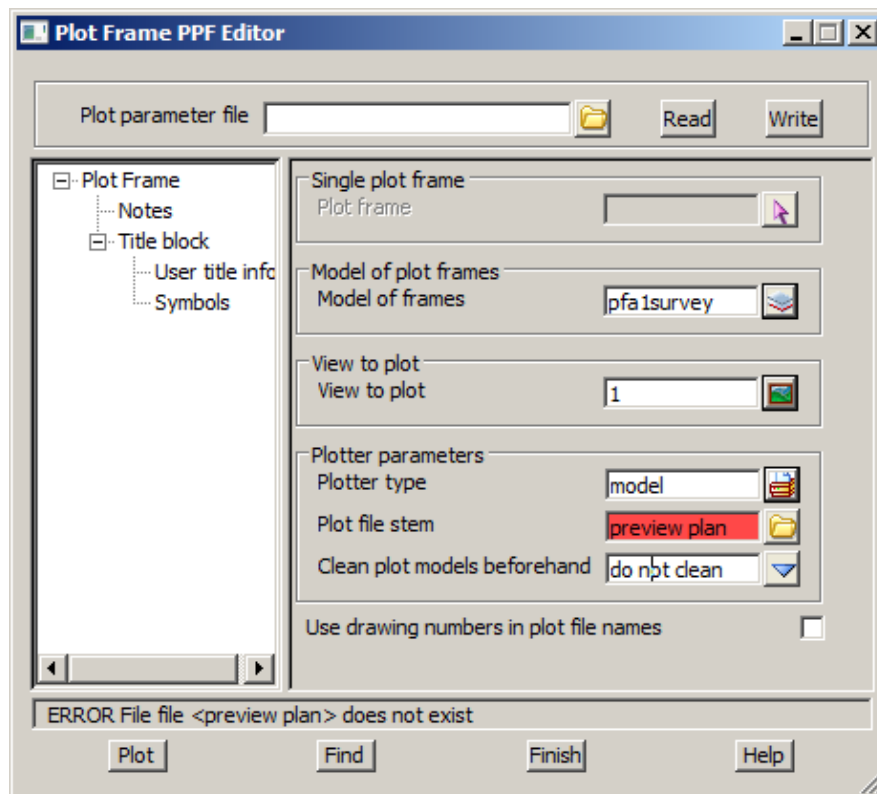 Plot Frame PPF Editor
Plot parameter file Read Write
Plot Frame
Notes
Title block
User title info
Symbols
Single plot frame
Plot frame
Model of plot frames
Model of frames pfa1survey
View to plot
View to plot 1
Plotter parameters
Plotter type model
Plot file stem preview plan
Clean plot models beforehand do not clean
Use drawing numbers in plot file names
ERROR File file <preview plan> does not exist
Plot Find Finish Help